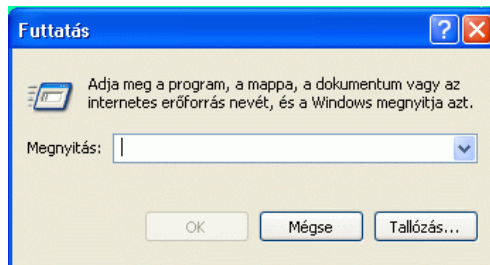 Futtatás
Adja meg a program, a mappa, a dokumentum vagy az
internetes erőforrás nevét, és a Windows megnyitja azt.
Megnyitás:
OK
Mégse
Tallózás...